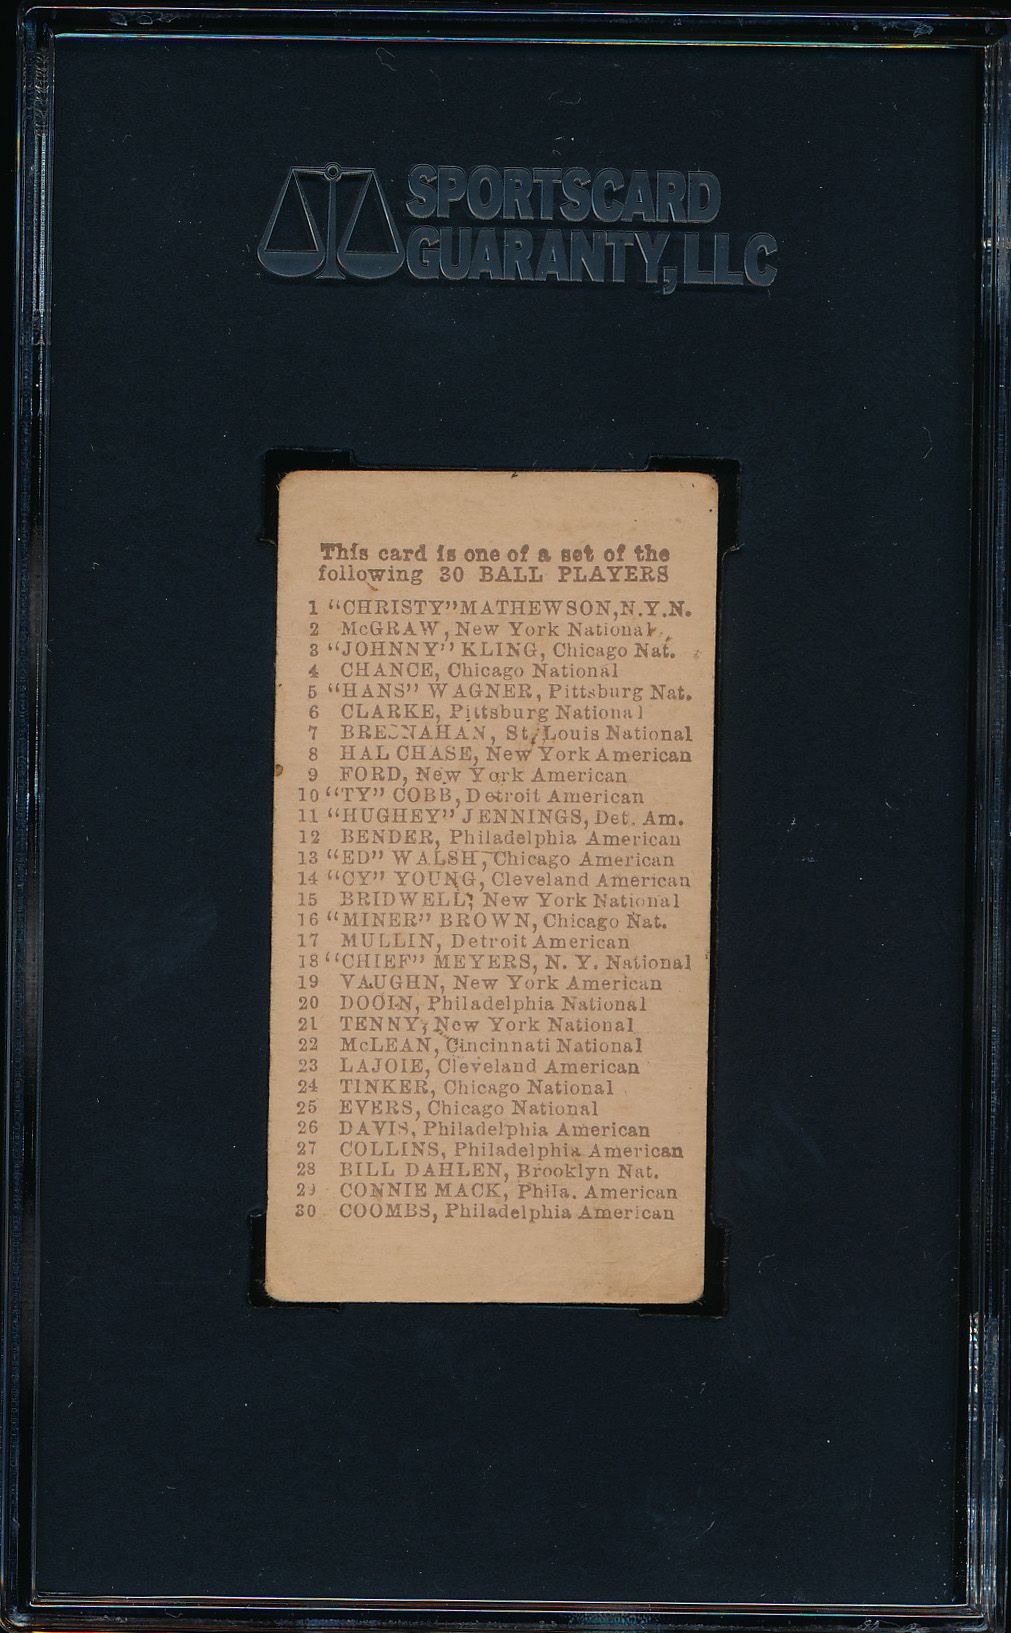 SPORTSCARD
GUARANTY, LLC
This card is one of a set of the
following 30 BALL PLAYERS
1 "CHRISTY" MATHEWSON, N.Y.N.
2 McGRAW, New York National
3 "JOHNNY" KLING, Chicago Nat.
4 CHANCE, Chicago National
5 "HANS" WAGNER, Pittsburg Nat.
6 CLARKE, Pittsburg National
7 BRESNAHAN, St. Louis National
8 HAL CHASE, New York American
9 FORD, New York American
10 "TY" COBB, Detroit American
11 "HUGHEY" JENNINGS, Det. Am.
12 BENDER, Philadelphia American
13 "ED" WALSH, Chicago American
14 "CY" YOUNG, Cleveland American
15 BRIDWELL, New York National
16 "MINER" BROWN, Chicago Nat.
17 MULLIN, Detroit American
18 "CHIEF" MEYERS, N. Y. National
19 VAUGHN, New York American
20 DOOIN, Philadelphia National
21 TENNY, New York National
22 McLEAN, Cincinnati National
23 LAJOIE, Cleveland American
24 TINKER, Chicago National
25 EVERS, Chicago National
26 DAVIS, Philadelphia American
27 COLLINS, Philadelphia American
28 BILL DAHLEN, Brooklyn Nat.
29 CONNIE MACK, Phila. American
30 COOMBS, Philadelphia American